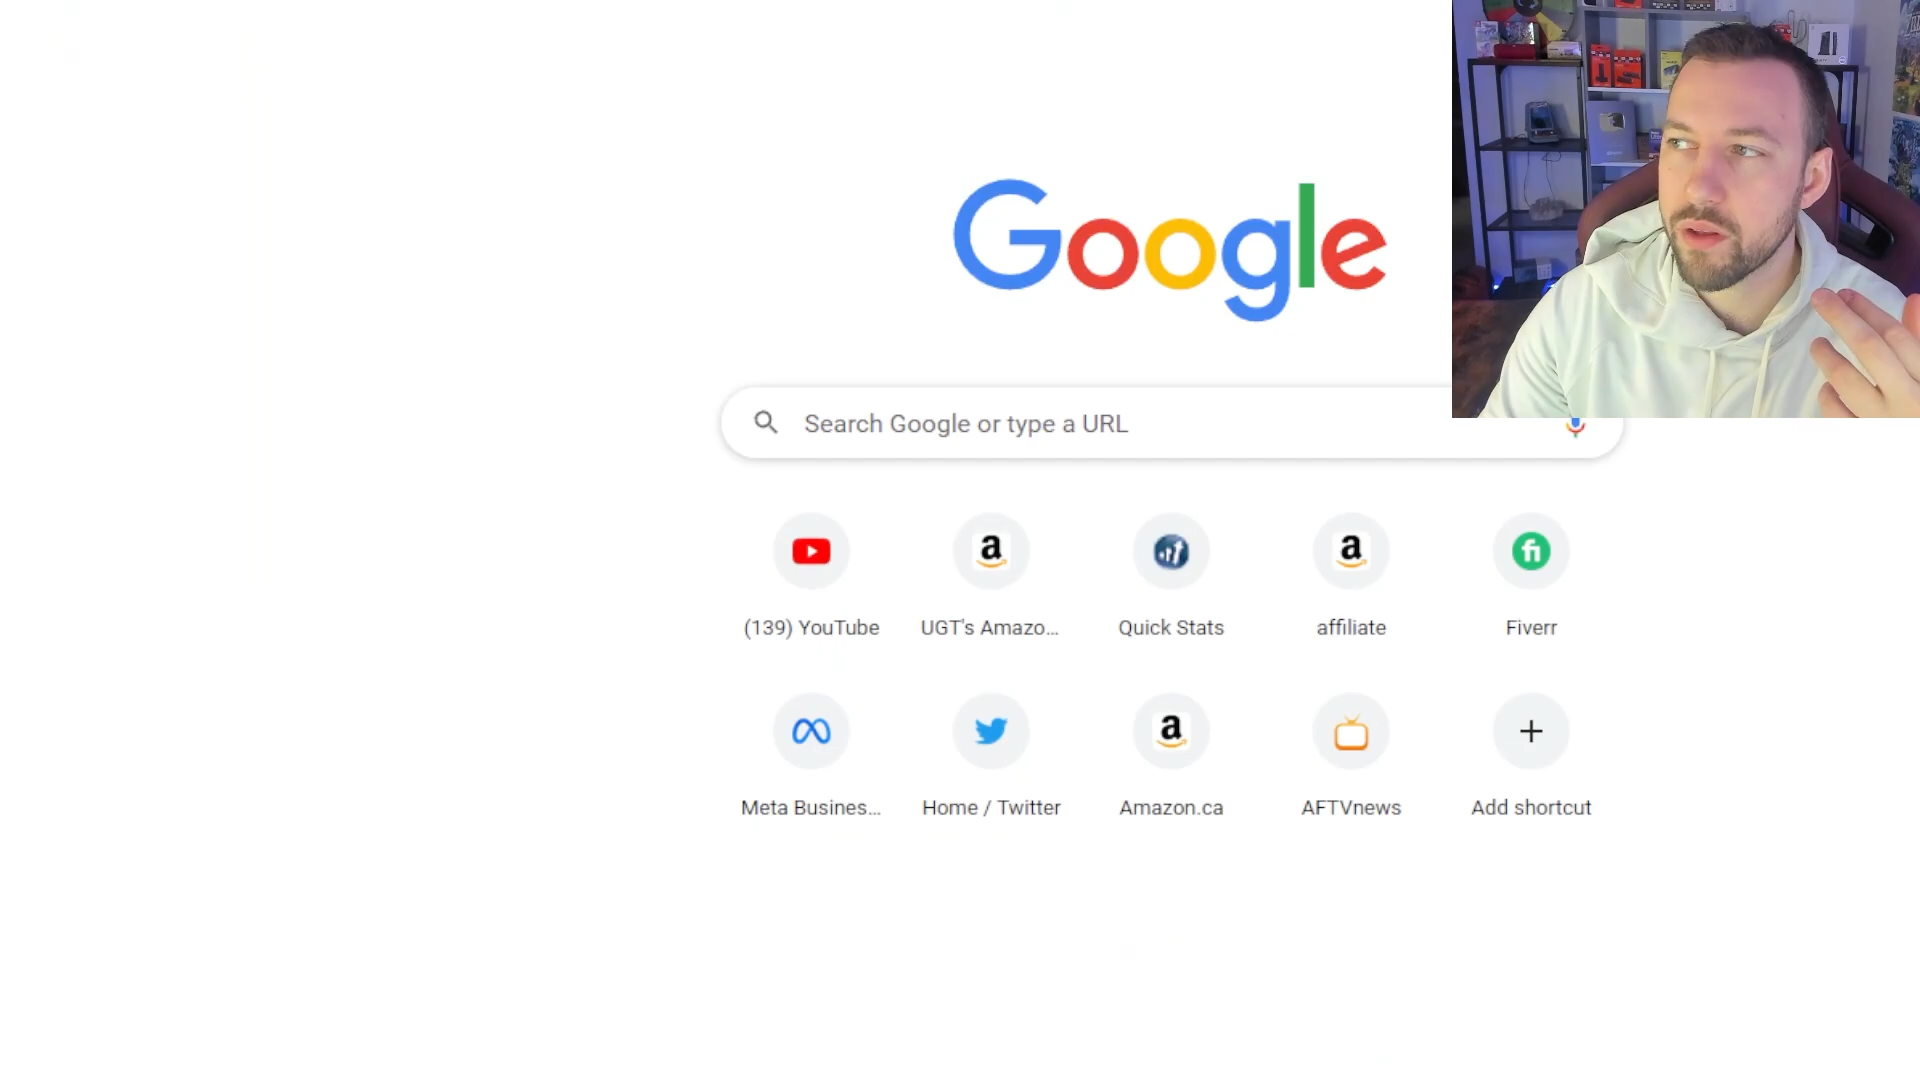 Google
Search Google or type a URL
(139) YouTube
UGT's Amazo...
Quick Stats
affiliate
Fiverr
Meta Busines...
Home / Twitter
Amazon.ca
AFTVnews
Add shortcut